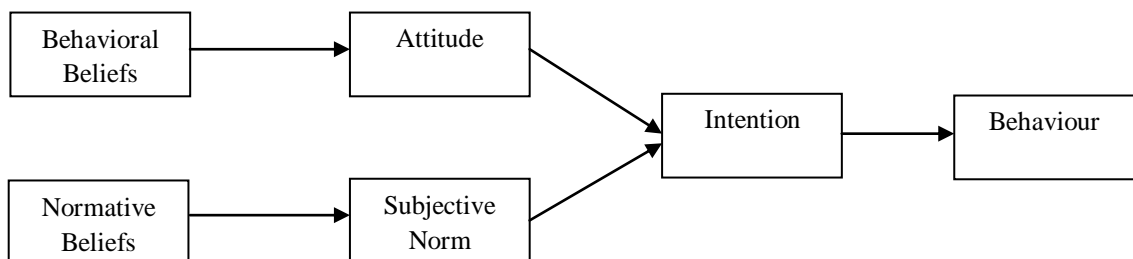 Behavioral
Beliefs
Attitude
Intention
Behaviour
Normative
Beliefs
Subjective
Norm